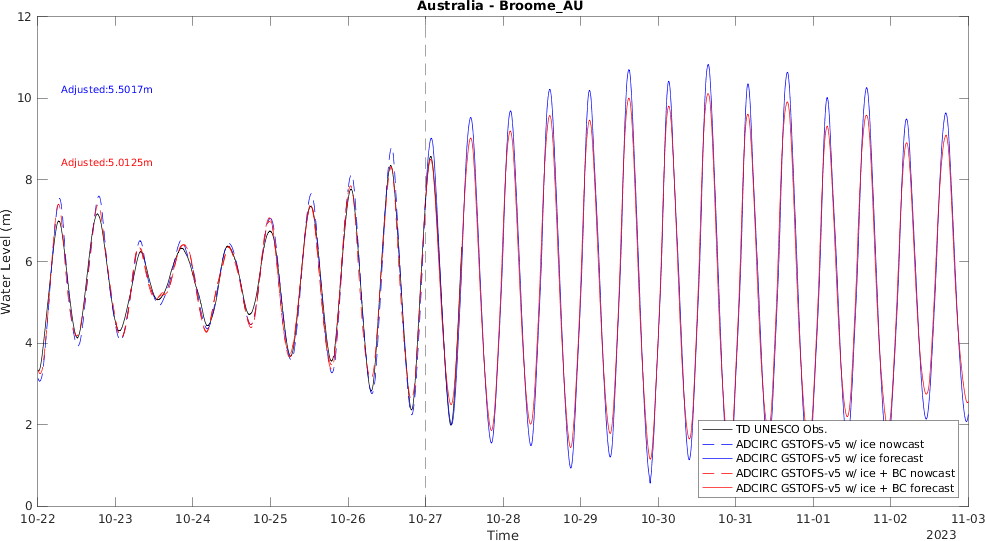 Australia - Broome_AU
12
10
8
6
4
2
0
Water Level (m)
Adjusted:5.5017m
Adjusted:5.0125m
TD UNESCO Obs.
ADCIRC GSTOFS-v5 w/ ice nowcast
ADCIRC GSTOFS-v5 w/ ice forecast
ADCIRC GSTOFS-v5 w/ ice + BC nowcast
ADCIRC GSTOFS-v5 w/ ice + BC forecast
10-22 10-23 10-24 10-25 10-26 10-27 10-28 10-29 10-30 10-31 11-01 11-02 11-03
Time
2023